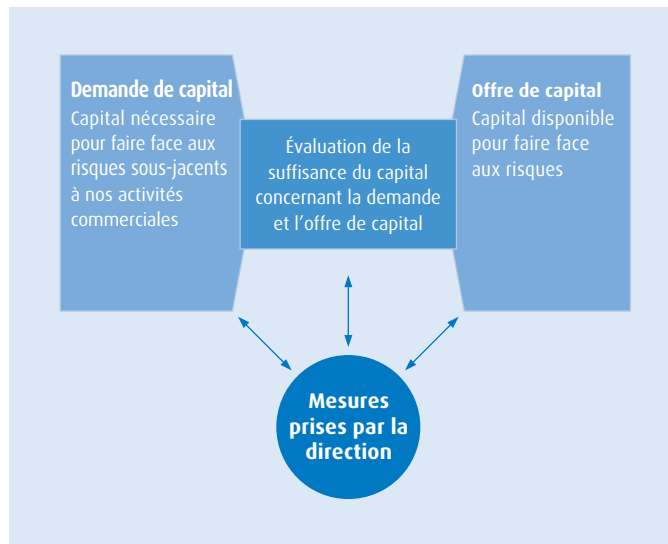 Demande de capital
Capital nécessaire
pour faire face aux
risques sous-jacents
à nos activités
commerciales
Évaluation de la
suffisance du capital
concernant la demande
et l'offre de capital
Offre de capital
Capital disponible
pour faire face
aux risques
Mesures
prises par la
direction